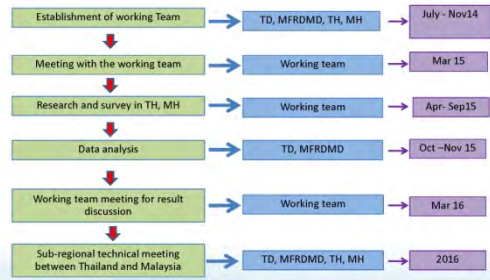 Establishment of working Team
TD, MFRDMD, TH, MH
July - Nov14
Meeting with the working team
Working team
Mar 15
Research and survey in TH, MH
Working team
Apr- Sep15
Data analysis
TD, MFRDMD
Oct –Nov 15
Working team meeting for result
discussion
Working team
Mar 16
Sub-regional technical meeting
between Thailand and Malaysia
TD, MFRDMD, TH, MH
2016